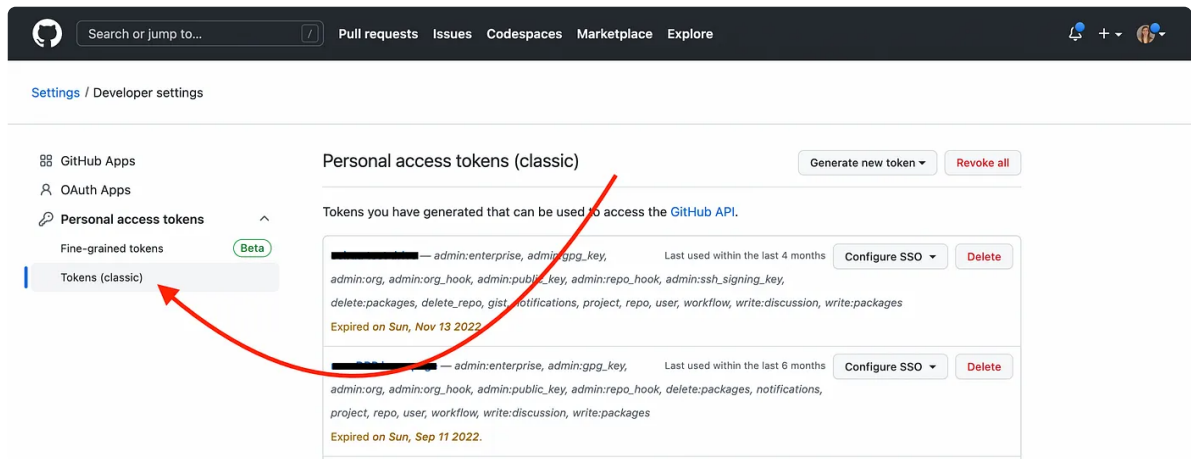 Search or jump to... /
Pull requests Issues Codespaces Marketplace Explore
Settings / Developer settings
GitHub Apps
OAuth Apps
Personal access tokens
Fine-grained tokens Beta
Tokens (classic)
Personal access tokens (classic) Generate new token Revoke all
Tokens you have generated that can be used to access the GitHub API.
— admin:enterprise, admin:gpg_key, Last used within the last 4 months Configure SSO Delete
admin:org, admin:org_hook, admin:public_key, admin:repo_hook, admin:ssh_signing_key,
delete:packages, delete_repo, gist, notifications, project, repo, user, workflow, write:discussion, write:packages
Expired on Sun, Nov 13 2022.
— admin:enterprise, admin:gpg_key, Last used within the last 6 months Configure SSO Delete
admin:org, admin:org_hook, admin:public_key, admin:repo_hook, delete:packages, notifications,
project, repo, user, workflow, write:discussion, write:packages
Expired on Sun, Sep 11 2022.